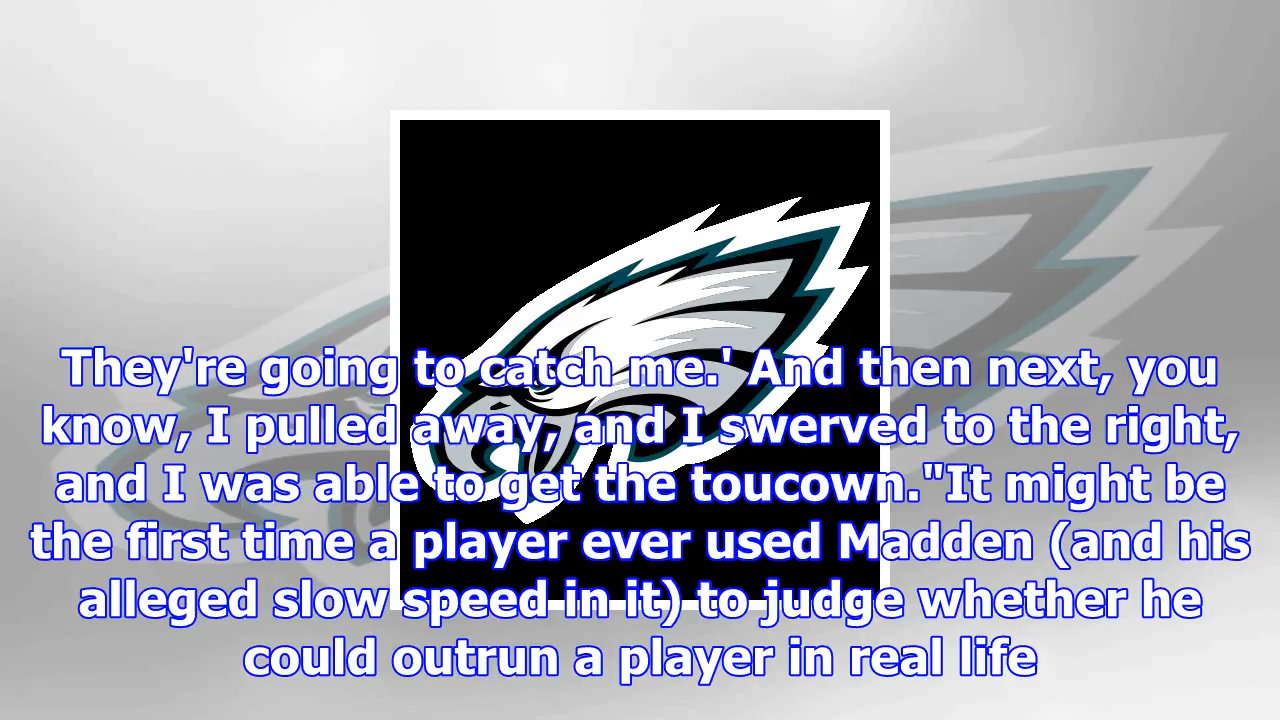 They're going to catch me.' And then next, you
know, I pulled away, and I swerved to the right,
and I was able to get the toucown."It might be
the first time a player ever used Madden (and his
alleged slow speed in it) to judge whether he
could outrun a player in real life